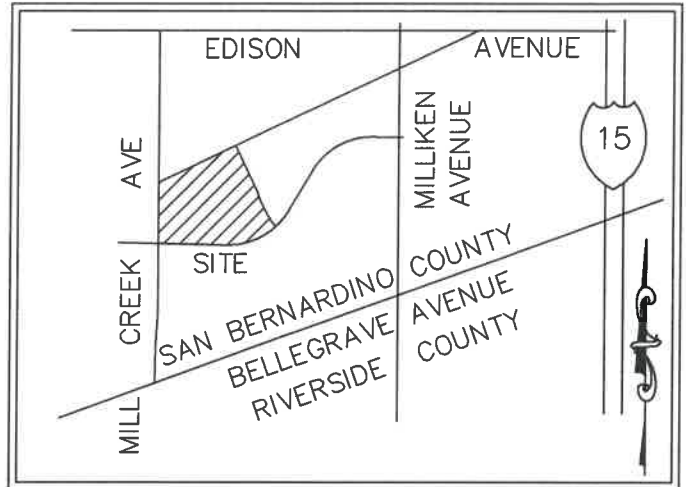 EDISON AVENUE
MILL CREEK AVE
MILLIKEN
AVENUE
15
SITE
SAN BERNARDINO COUNTY
BELLEGRAVE AVENUE
RIVERSIDE COUNTY